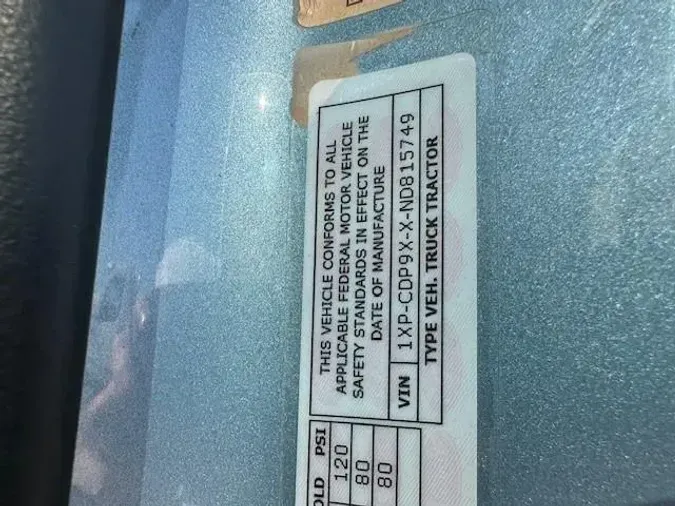 THIS VEHICLE CONFORMS TO ALL
APPLICABLE FEDERAL MOTOR VEHICLE
SAFETY STANDARDS IN EFFECT ON THE
DATE OF MANUFACTURE
VIN 1XP-CDP9X-X-ND815749
TYPE VEH. TRUCK TRACTOR
OLD PSI
120
80
80